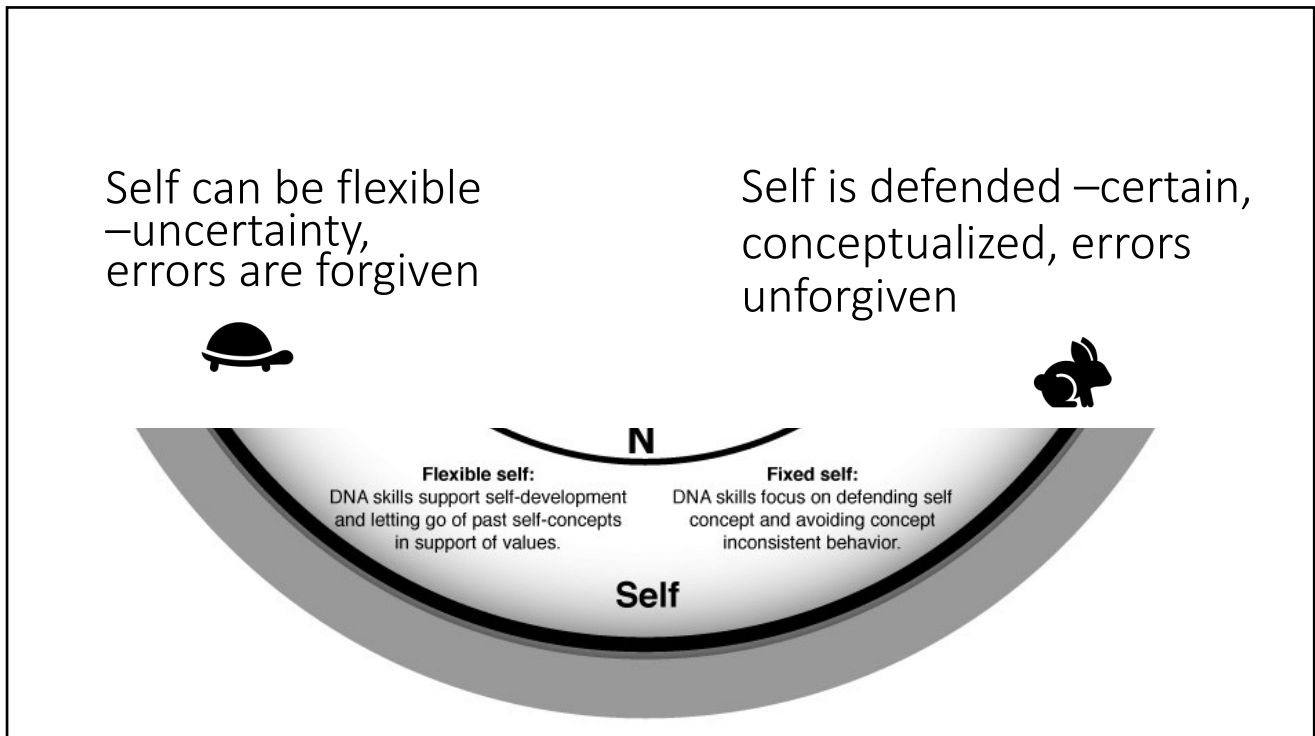 Self can be flexible
–uncertainty,
errors are forgiven
Self is defended –certain,
conceptualized, errors
unforgiven
N
Flexible self:
DNA skills support self-development
and letting go of past self-concepts
in support of values.
Fixed self:
DNA skills focus on defending self
concept and avoiding concept
inconsistent behavior.
Self